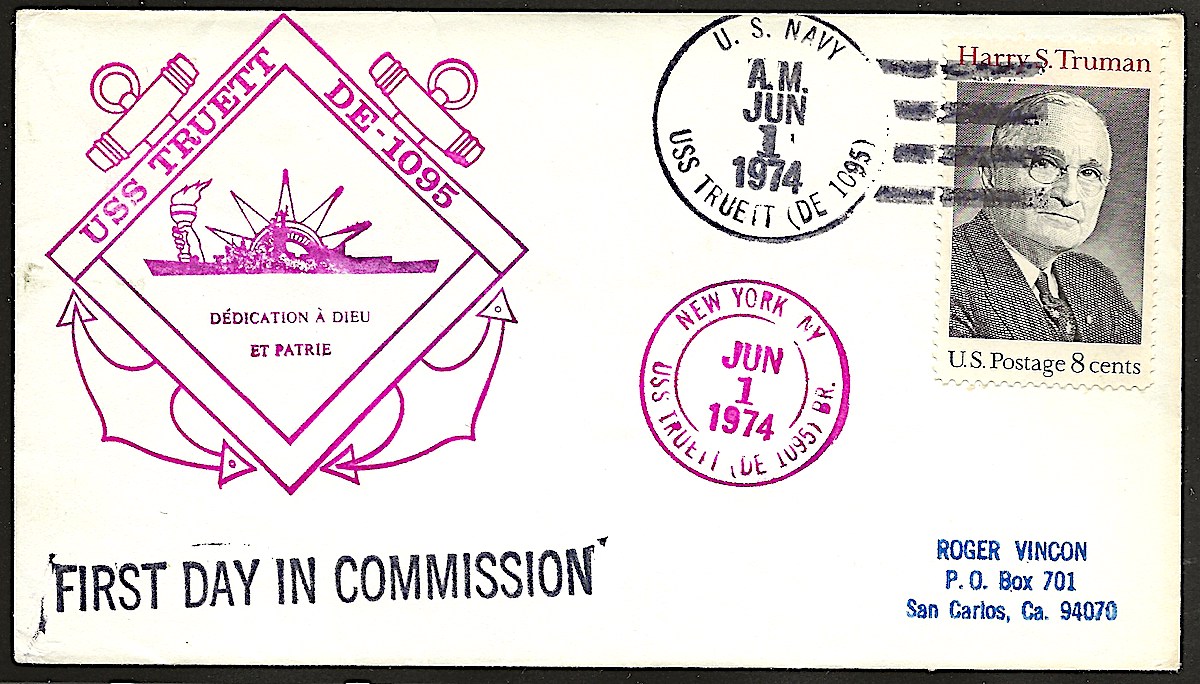 USS TRUETT
DE-1095
DÉDICATION À DIEU
ET PATRIE
U. S. NAVY
A.M.
JUN
1
1974
USS TRUETT (DE 1095)
Harry S. Truman
U.S. Postage 8 cents
NEW YORK NY
JUN
1
1974
USS TRUETT (DE 1095) BR.
FIRST DAY IN COMMISSION
ROGER VINCON
P. O. Box 701
San Carlos, Ca. 94070